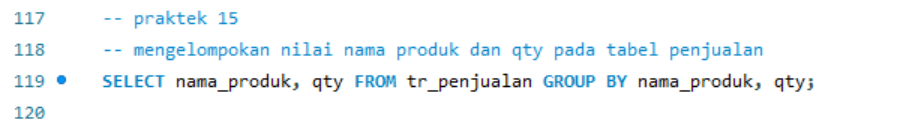 117 -- praktek 15
118 -- mengelompokan nilai nama produk dan qty pada tabel penjualan
119 SELECT nama_produk, qty FROM tr_penjualan GROUP BY nama_produk, qty;
120